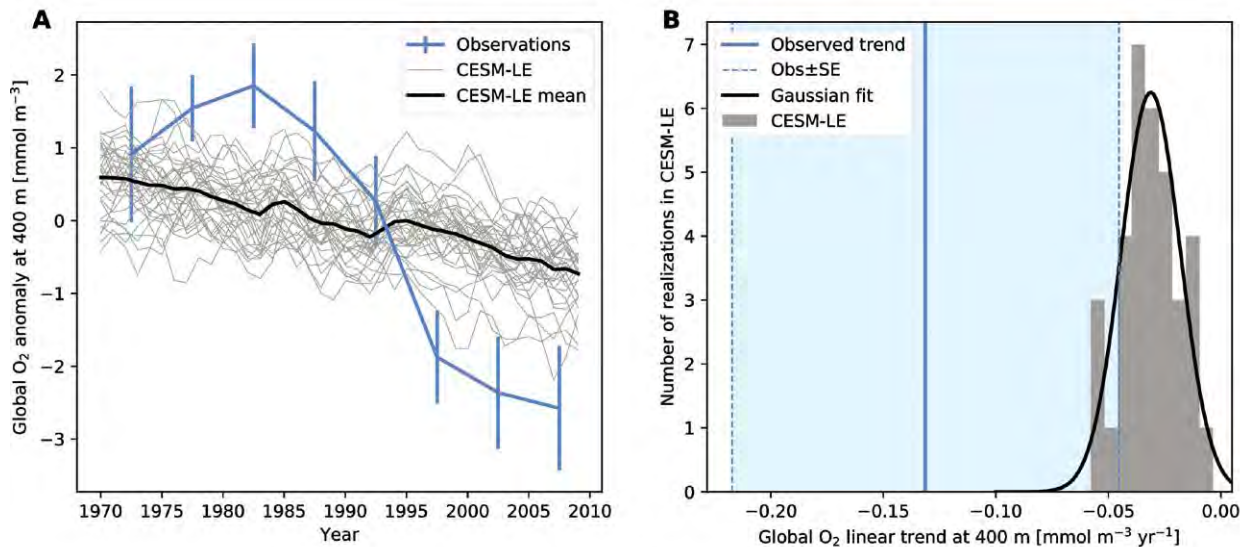 A
Observations
CESM-LE
CESM-LE mean
Global O₂ anomaly at 400 m [mmol m⁻³]
2
1
0
−1
−2
−3
1970 1975 1980 1985 1990 1995 2000 2005 2010
Year
B
Observed trend
Obs±SE
Gaussian fit
CESM-LE
Number of realizations in CESM-LE
7
6
5
4
3
2
1
0
−0.20 −0.15 −0.10 −0.05 0.00
Global O₂ linear trend at 400 m [mmol m⁻³ yr⁻¹]